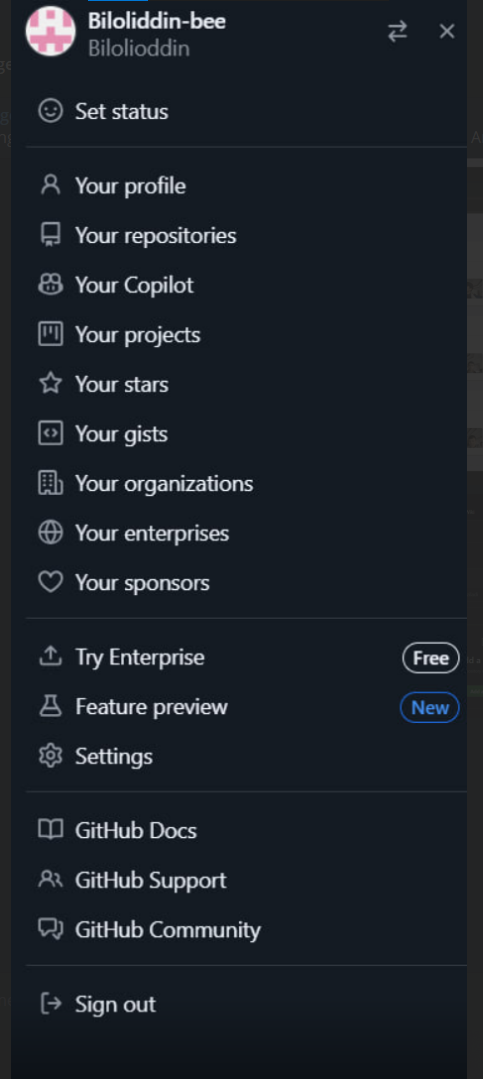 Biloliddin-bee
Bilolioddin
Set status
Your profile
Your repositories
Your Copilot
Your projects
Your stars
Your gists
Your organizations
Your enterprises
Your sponsors
Try Enterprise Free
Feature preview New
Settings
GitHub Docs
GitHub Support
GitHub Community
Sign out